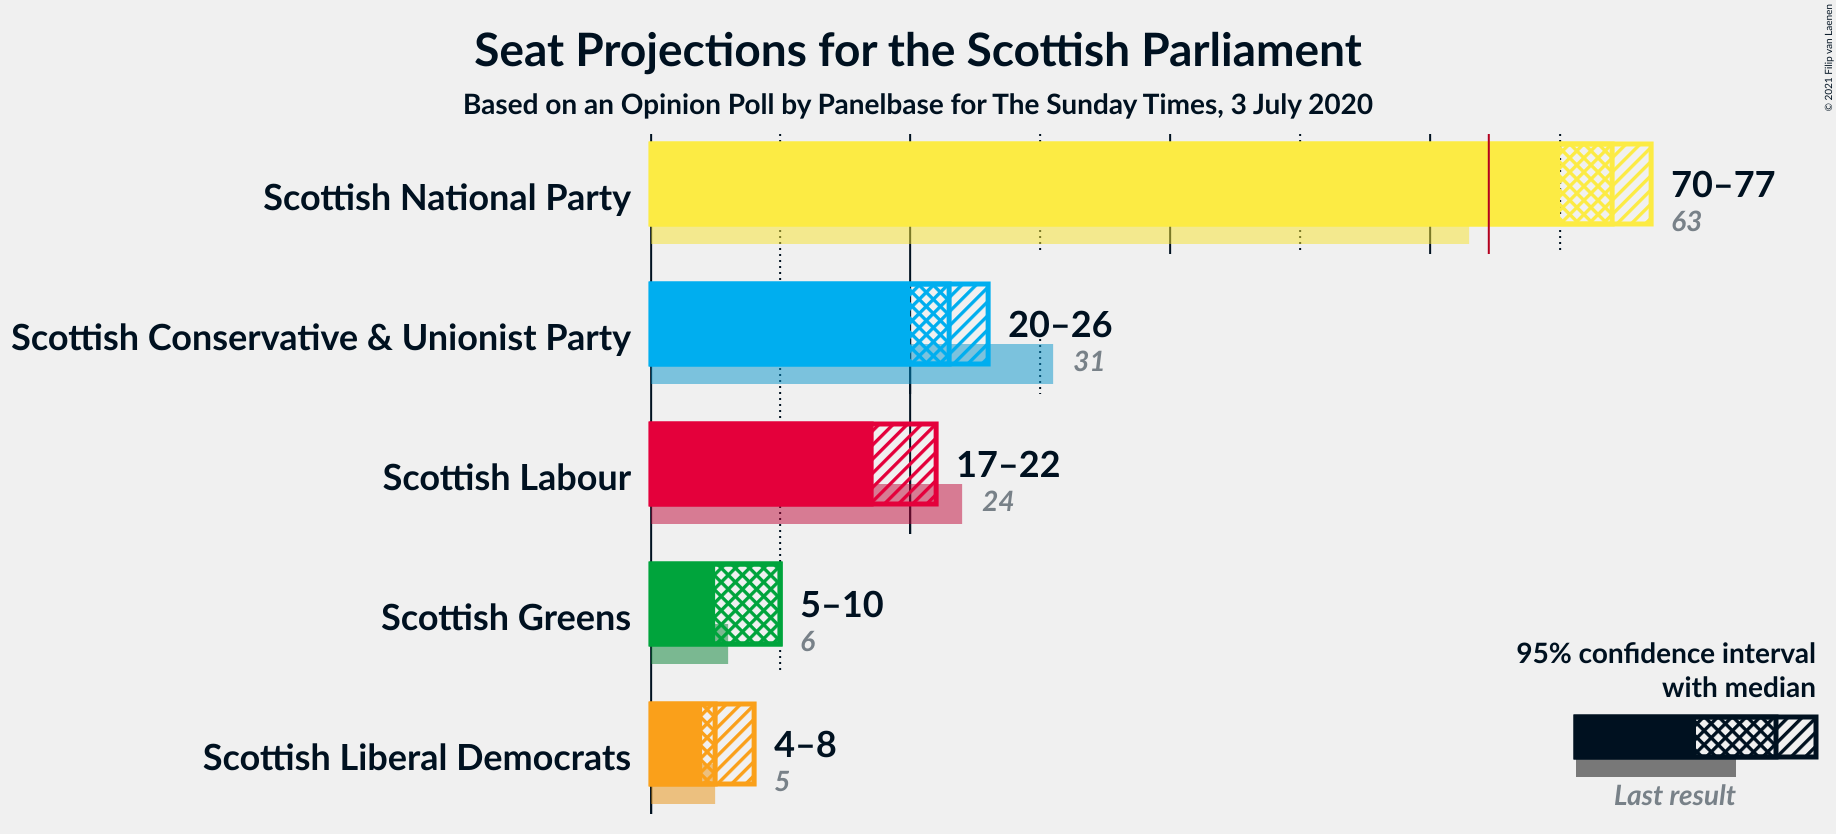 Seat Projections for the Scottish Parliament
Based on an Opinion Poll by Panelbase for The Sunday Times, 3 July 2020
© 2021 Filip van Laenen
Scottish National Party
70–77
63
Scottish Conservative & Unionist Party
20–26
31
Scottish Labour
17–22
24
Scottish Greens
5–10
6
Scottish Liberal Democrats
4–8
5
95% confidence interval
with median
Last result